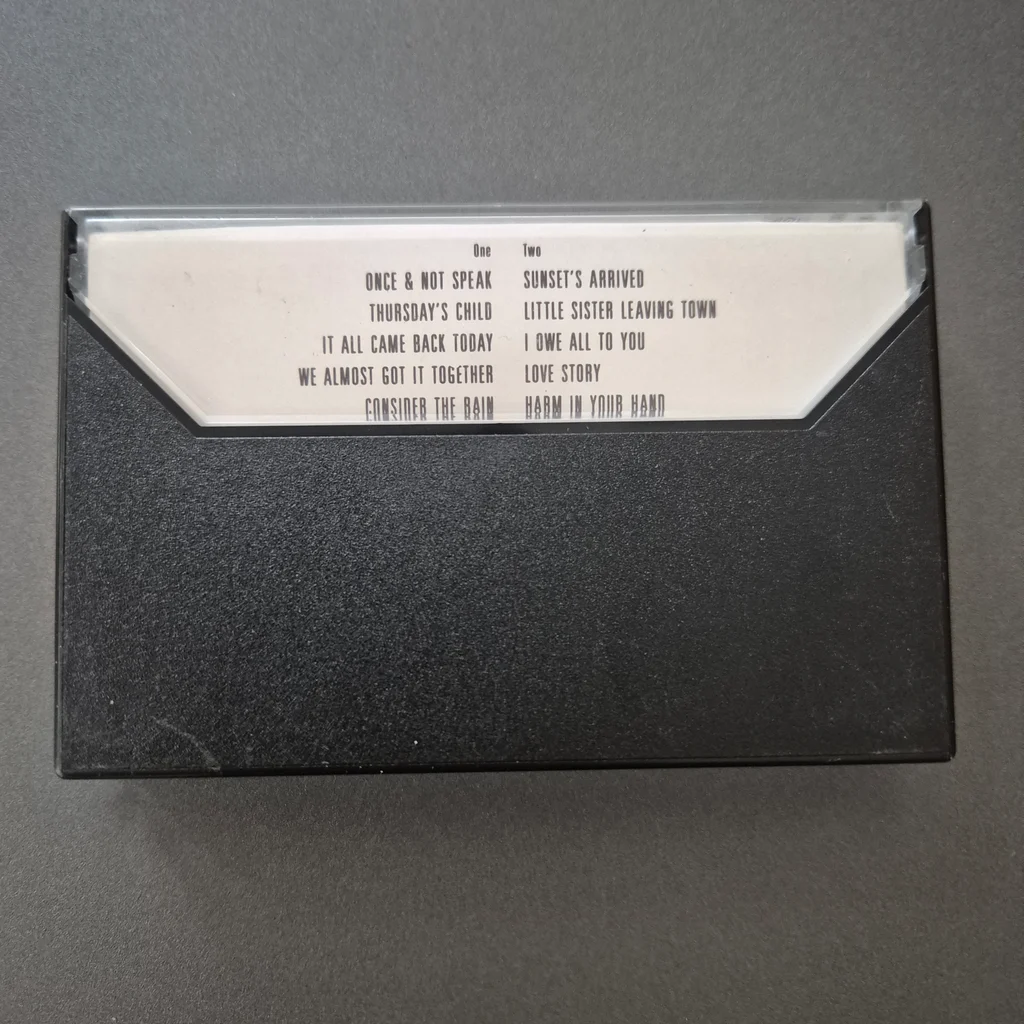 One
ONCE & NOT SPEAK
THURSDAY'S CHILD
IT ALL CAME BACK TODAY
WE ALMOST GOT IT TOGETHER
CONSIDER THE RAIN
Two
SUNSET'S ARRIVED
LITTLE SISTER LEAVING TOWN
I OWE ALL TO YOU
LOVE STORY
HARM IN YOUR HAND